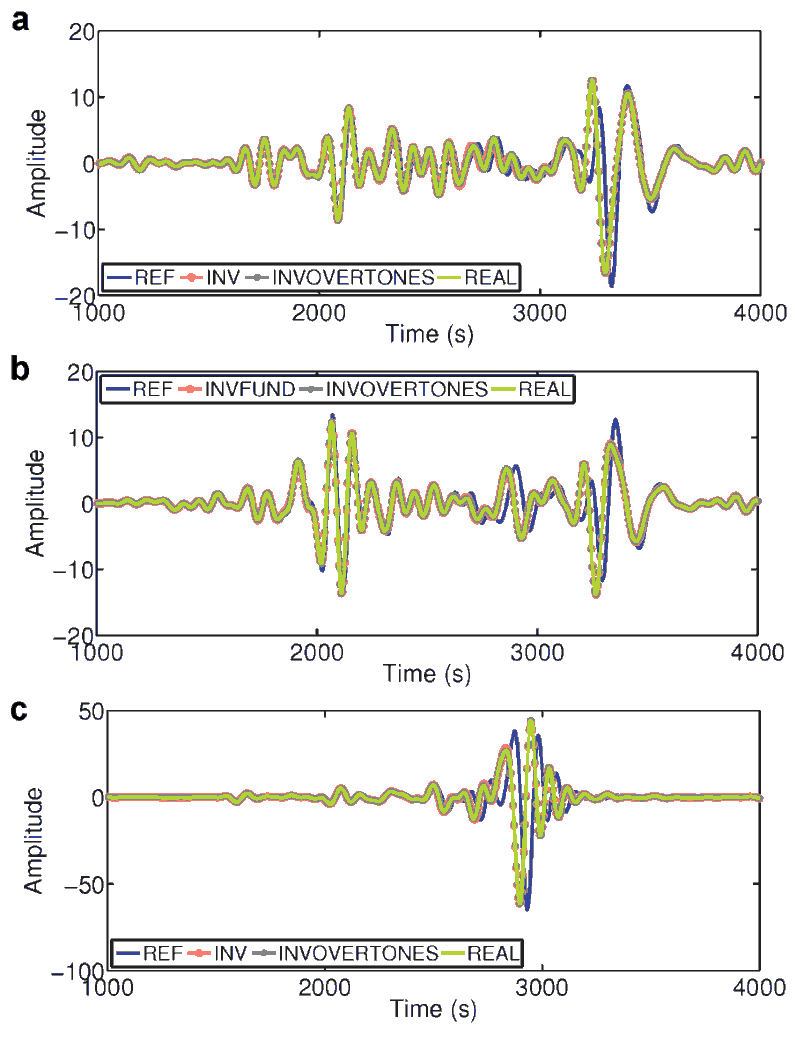 a
20
10
0
−10
−20
Amplitude
REF INV INVOVERTONES REAL
1000 2000 3000 4000
Time (s)
b
20
10
0
−10
−20
Amplitude
REF INVFUND INVOVERTONES REAL
1000 2000 3000 4000
Time (s)
c
50
0
−50
−100
Amplitude
REF INV INVOVERTONES REAL
1000 2000 3000 4000
Time (s)